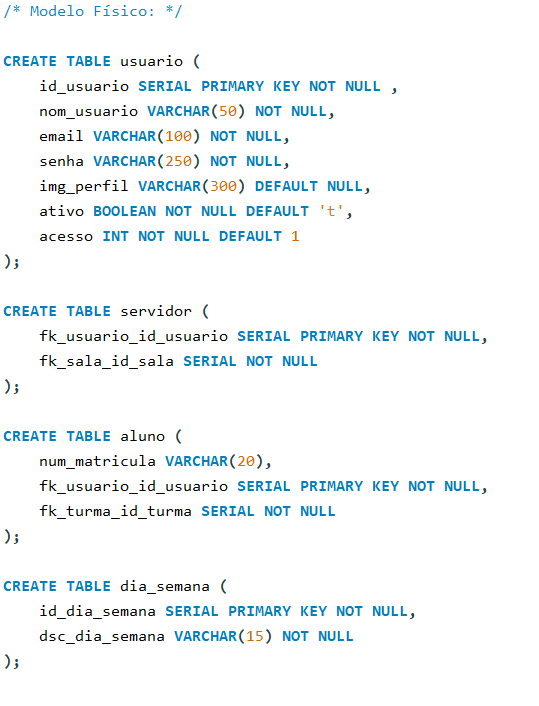 /* Modelo Físico: */
CREATE TABLE usuario (
    id_usuario SERIAL PRIMARY KEY NOT NULL ,
    nom_usuario VARCHAR(50) NOT NULL,
    email VARCHAR(100) NOT NULL,
    senha VARCHAR(250) NOT NULL,
    img_perfil VARCHAR(300) DEFAULT NULL,
    ativo BOOLEAN NOT NULL DEFAULT 't',
    acesso INT NOT NULL DEFAULT 1
);
CREATE TABLE servidor (
    fk_usuario_id_usuario SERIAL PRIMARY KEY NOT NULL,
    fk_sala_id_sala SERIAL NOT NULL
);
CREATE TABLE aluno (
    num_matricula VARCHAR(20),
    fk_usuario_id_usuario SERIAL PRIMARY KEY NOT NULL,
    fk_turma_id_turma SERIAL NOT NULL
);
CREATE TABLE dia_semana (
    id_dia_semana SERIAL PRIMARY KEY NOT NULL,
    dsc_dia_semana VARCHAR(15) NOT NULL
);